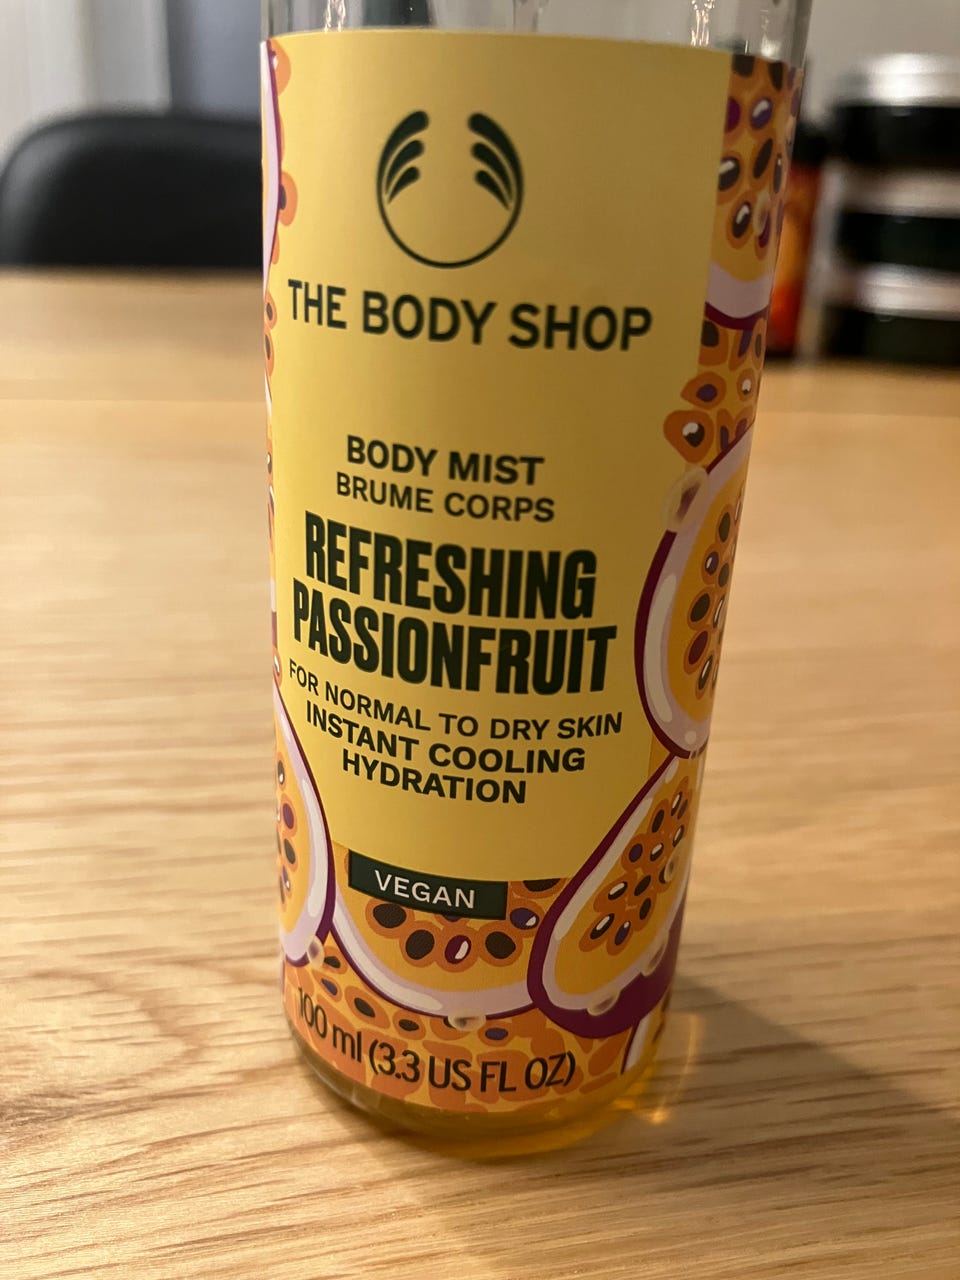 THE BODY SHOP
BODY MIST
BRUME CORPS
REFRESHING
PASSIONFRUIT
FOR NORMAL TO DRY SKIN
INSTANT COOLING
HYDRATION
VEGAN
100 ml (3.3 US FL OZ)